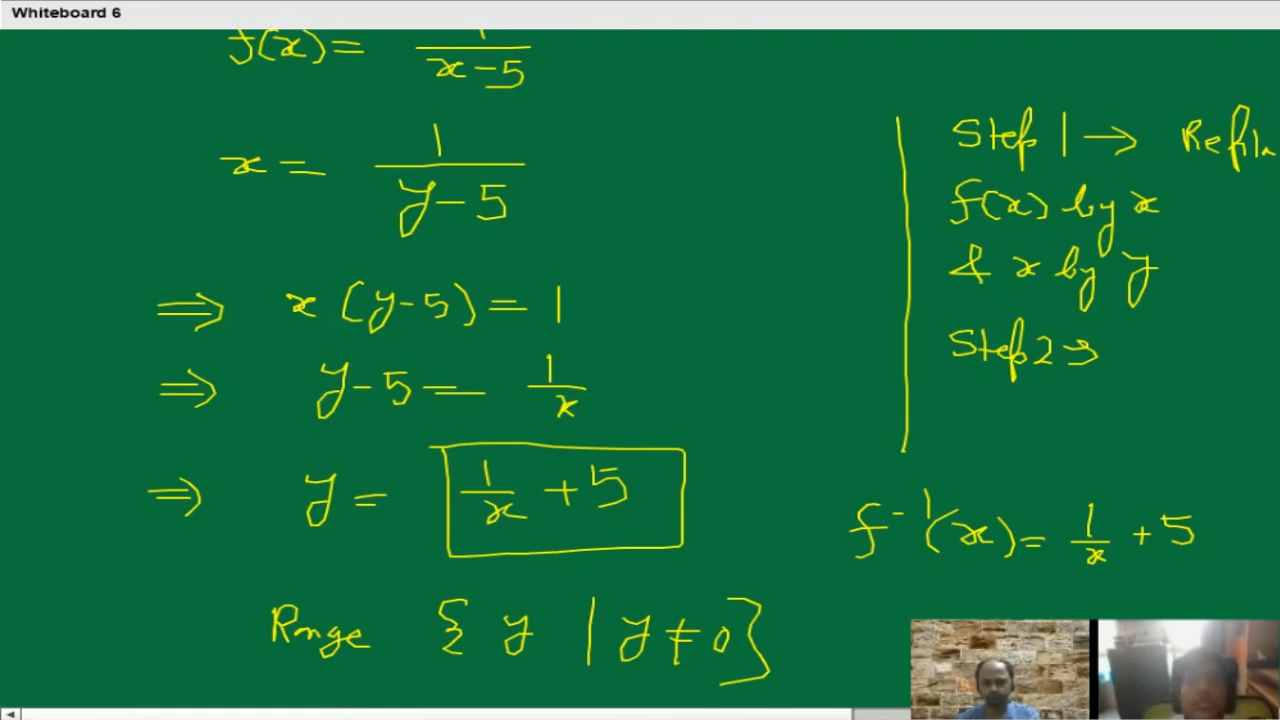 Whiteboard 6
f(x) = 1/(x-5)
x = 1/(y-5)
⇒ x (y-5) = 1
⇒ y-5 = 1/x
⇒ y = 1/x + 5
Range { y | y ≠ 0 }
Step 1 →
f(x) by x
& x by y
Step 2 →
f⁻¹(x) = 1/x + 5